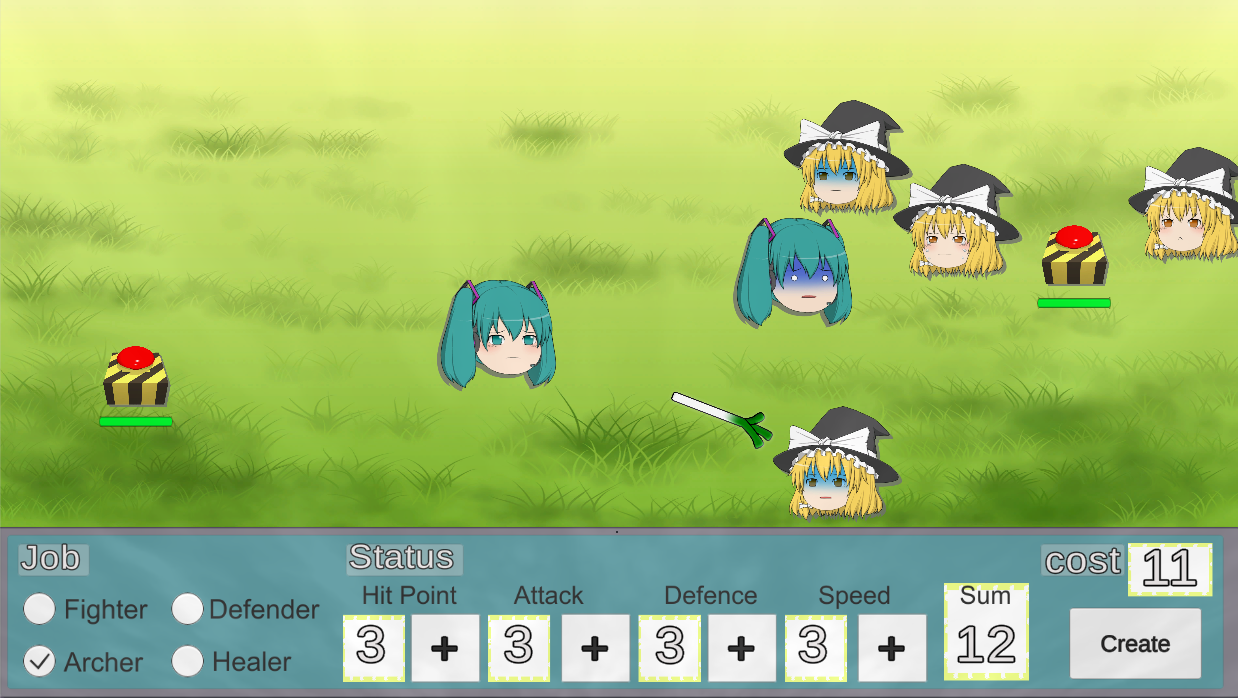 Job
Status
cost 11
Hit Point Attack Defence Speed Sum
Fighter Defender
3 + 3 + 3 + 3 + 12
Create
Archer Healer